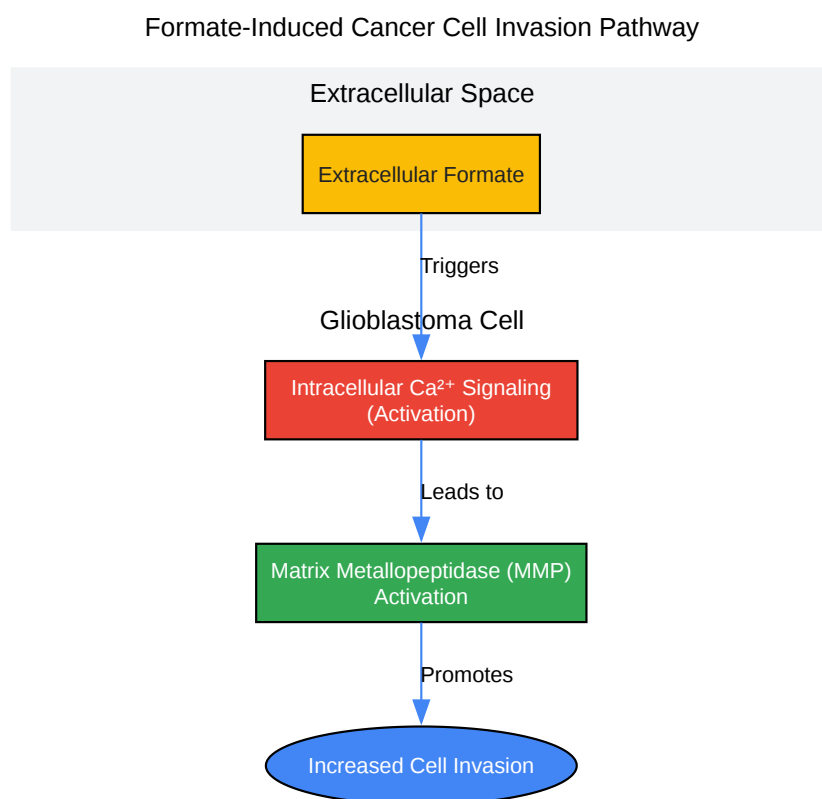 Formate-Induced Cancer Cell Invasion Pathway
Extracellular Space
Extracellular Formate
Triggers
Glioblastoma Cell
Intracellular Ca²⁺ Signaling
(Activation)
Leads to
Matrix Metallopeptidase (MMP)
Activation
Promotes
Increased Cell Invasion